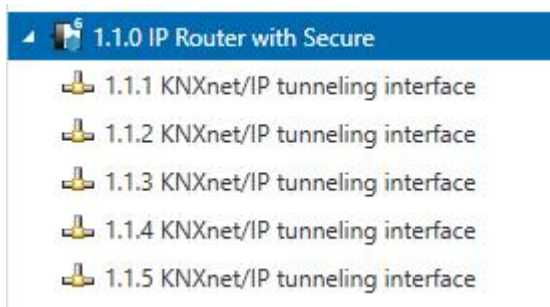 1.1.0 IP Router with Secure
1.1.1 KNXnet/IP tunneling interface
1.1.2 KNXnet/IP tunneling interface
1.1.3 KNXnet/IP tunneling interface
1.1.4 KNXnet/IP tunneling interface
1.1.5 KNXnet/IP tunneling interface